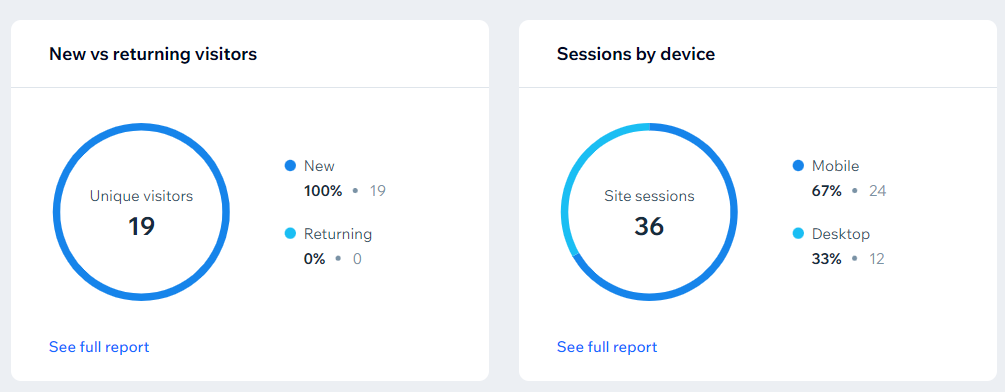 New vs returning visitors
Unique visitors
19
New
100% • 19
Returning
0% • 0
See full report
Sessions by device
Site sessions
36
Mobile
67% • 24
Desktop
33% • 12
See full report